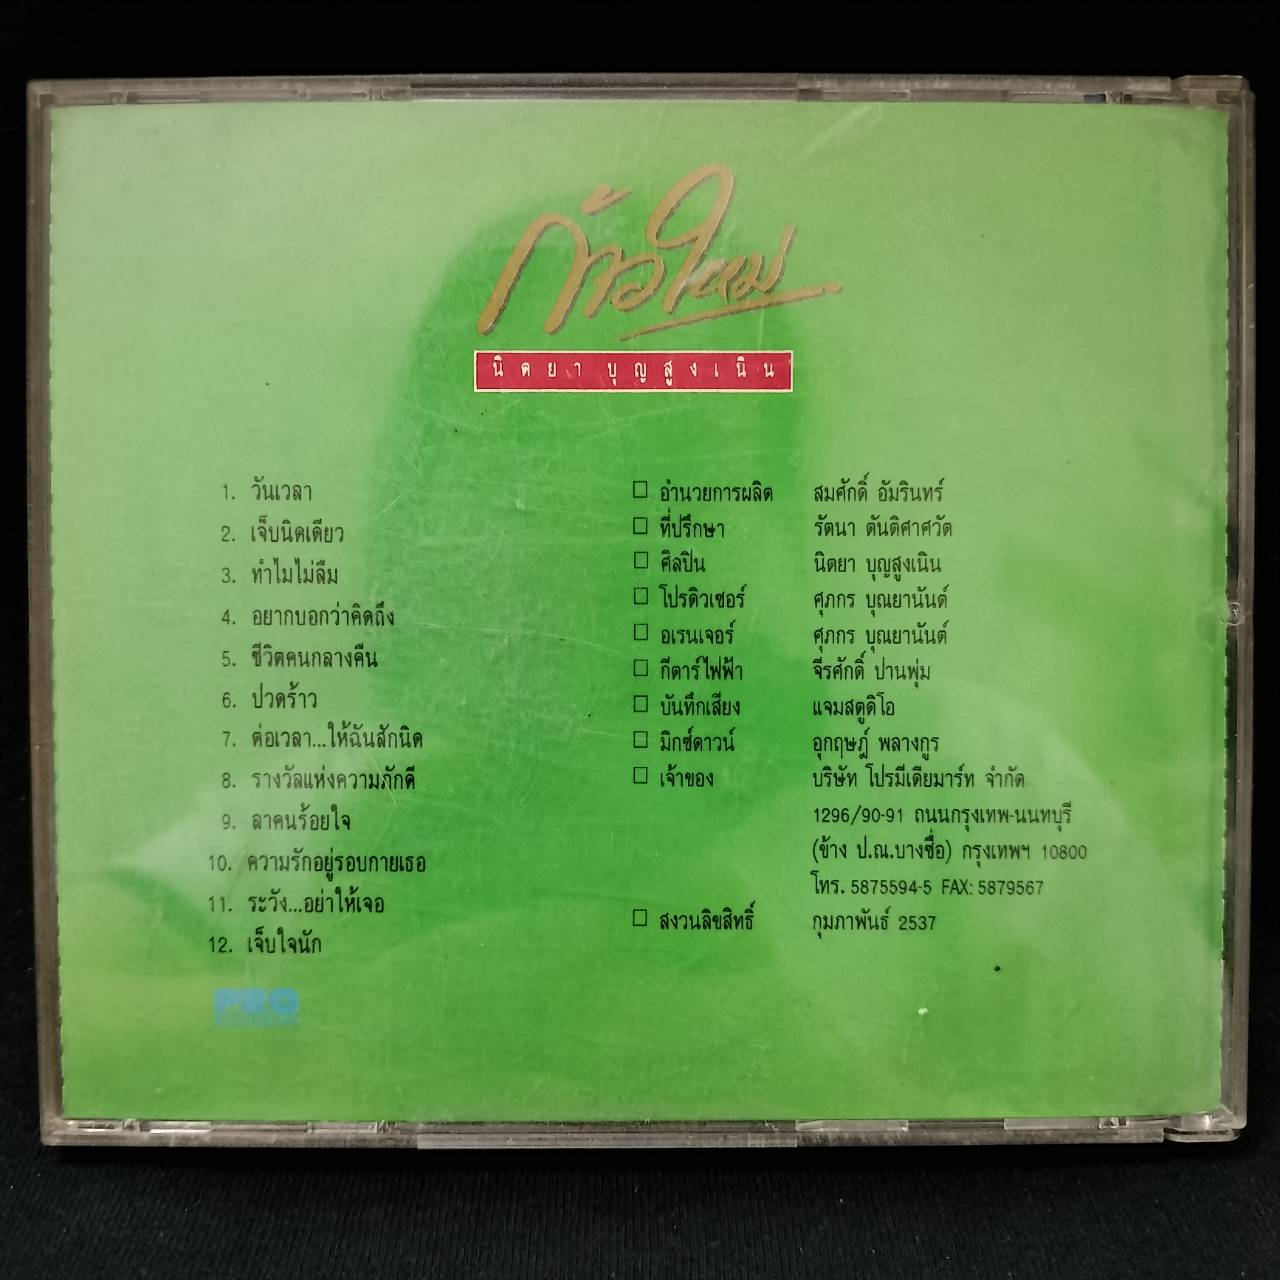 ก้าวใหม่
นิตยา บุญสูงเนิน
1. วันเวลา
2. เจ็บนิดเดียว
3. ทำไมไม่ลืม
4. อยากบอกว่าคิดถึง
5. ชีวิตคนกลางคืน
6. ปวดร้าว
7. ต่อเวลา...ให้ฉันสักนิด
8. รางวัลแห่งความภักดี
9. ลาคนร้อยใจ
10. ความรักอยู่รอบกายเธอ
11. ระวัง...อย่าให้เจอ
12. เจ็บใจนัก
PRO
□ อำนวยการผลิต สมศักดิ์ อัมรินทร์
□ ที่ปรึกษา รัตนา ตันติศาศวัต
□ ศิลปิน นิตยา บุญสูงเนิน
□ โปรดิวเซอร์ ศุภกร บุณยานันต์
□ อเรนเจอร์ ศุภกร บุณยานันต์
□ กีตาร์ไฟฟ้า จีรศักดิ์ ปานพุ่ม
□ บันทึกเสียง แจมสตูดิโอ
□ มิกซ์ดาวน์ อุกฤษฎ์ พลางกูร
□ เจ้าของ บริษัท โปรมีเดียมาร์ท จำกัด
1296/90-91 ถนนกรุงเทพ-นนทบุรี
(ข้าง ป.ณ.บางซื่อ) กรุงเทพฯ 10800
โทร. 5875594-5 FAX: 5879567
□ สงวนลิขสิทธิ์ กุมภาพันธ์ 2537